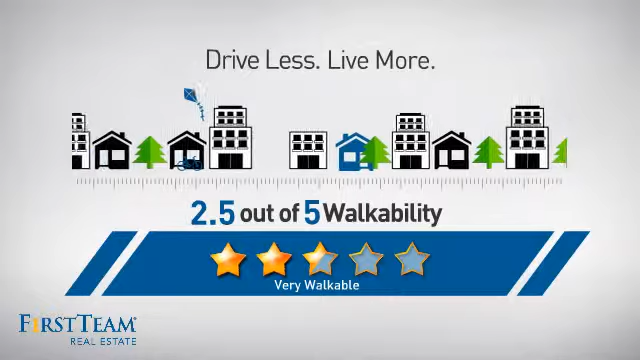 Drive Less. Live More.
2.5 out of 5 Walkability
Very Walkable
FIRSTTEAM®
REAL ESTATE